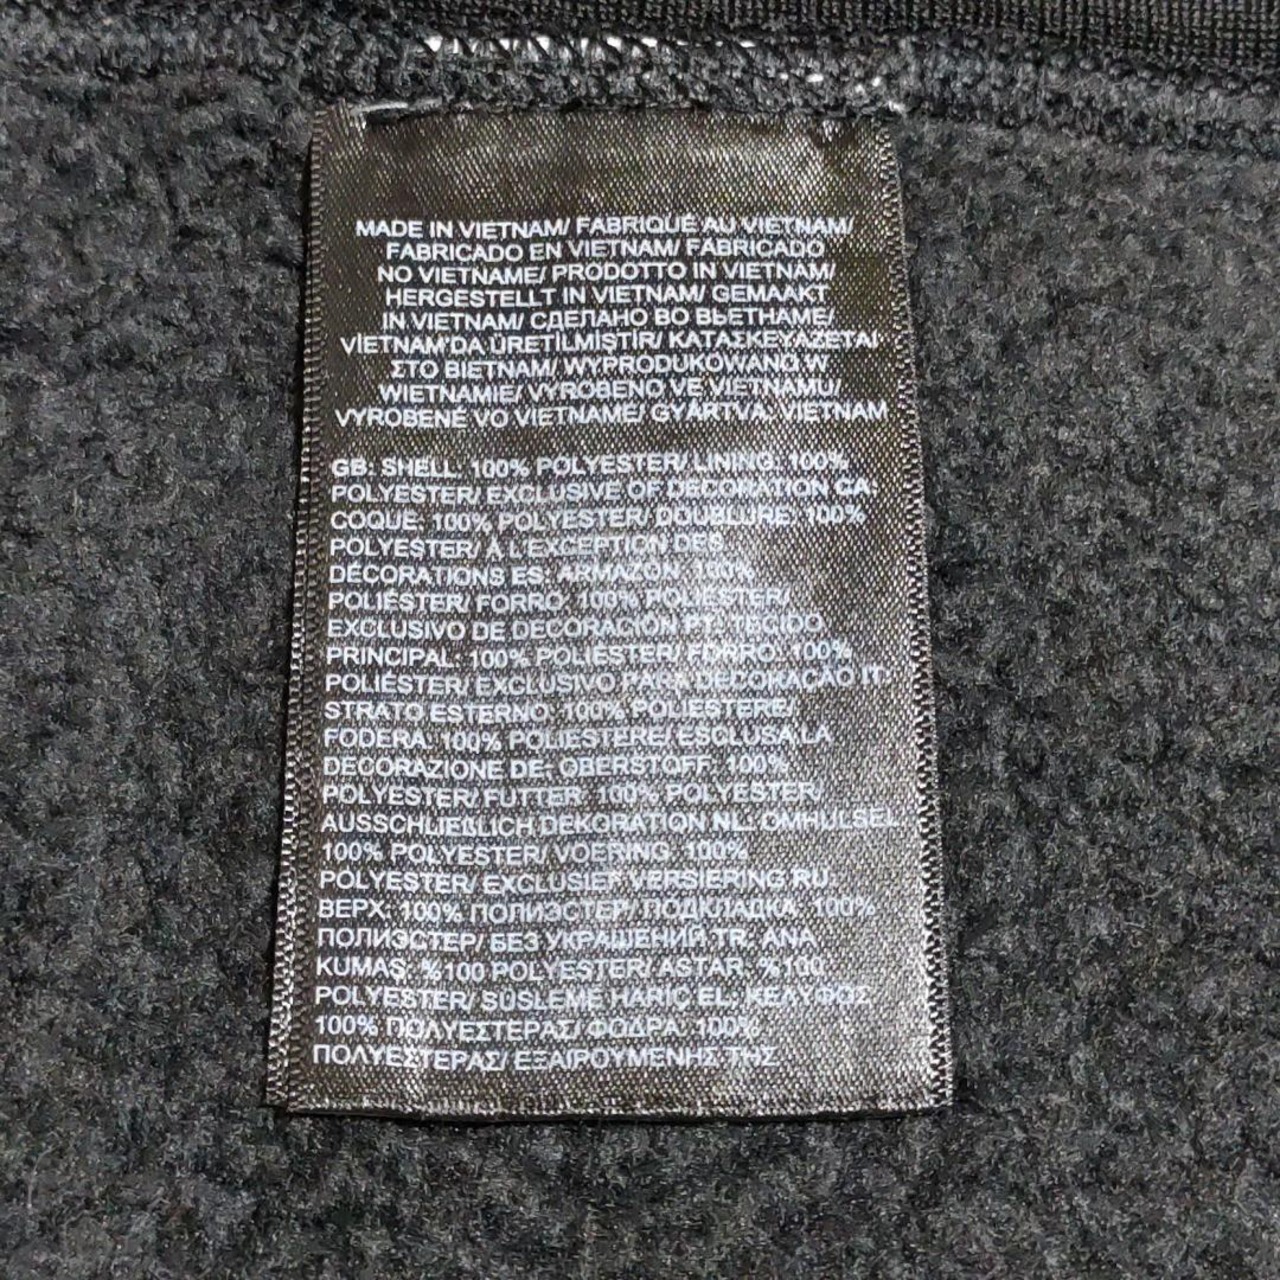 MADE IN VIETNAM/ FABRIQUÉ AU VIETNAM/
FABRICADO EN VIETNAM/ FABRICADO
NO VIETNAME/ PRODOTTO IN VIETNAM/
HERGESTELLT IN VIETNAM/ GEMAAKT
IN VIETNAM/ СДЕЛАНО ВО ВЬЕТНАМЕ/
VİETNAM'DA ÜRETİLMİŞTİR/ ΚΑΤΑΣΚΕΥΑΖΕΤΑΙ
ΣΤΟ ΒΙΕΤΝΑΜ/ WYPRODUKOWANO W
WIETNAMIE/ VYROBENO VE VIETNAMU/
VYROBENÉ VO VIETNAME/ GYÁRTVA: VIETNAM
GB: SHELL: 100% POLYESTER/ LINING: 100%
POLYESTER/ EXCLUSIVE OF DECORATION CA:
COQUE: 100% POLYESTER/ DOUBLURE: 100%
POLYESTER/ À L'EXCEPTION DES
DÉCORATIONS ES: ARMAZÓN: 100%
POLIÉSTER/ FORRO: 100% POLIÉSTER/
EXCLUSIVO DE DECORACIÓN PT: TECIDO
PRINCIPAL: 100% POLIÉSTER/ FORRO: 100%
POLIÉSTER/ EXCLUSIVO PARA DECORAÇÃO IT:
STRATO ESTERNO: 100% POLIESTERE/
FODERA: 100% POLIESTERE/ ESCLUSA LA
DECORAZIONE DE: OBERSTOFF: 100%
POLYESTER/ FUTTER: 100% POLYESTER
AUSSCHLIEßLICH DEKORATION NL: OMHULSEL:
100% POLYESTER/ VOERING: 100%
POLYESTER/ EXCLUSIEF VERSIERING RU:
ВЕРХ: 100% ПОЛИЭСТЕР/ ПОДКЛАДКА: 100%
ПОЛИЭСТЕР/ БЕЗ УКРАШЕНИЙ TR: ANA
KUMAŞ: %100 POLYESTER/ ASTAR: %100
POLYESTER/ SÜSLEME HARİÇ EL: ΚΕΛΥΦΟΣ:
100% ΠΟΛΥΕΣΤΕΡΑΣ/ ΦΟΔΡΑ: 100%
ΠΟΛΥΕΣΤΕΡΑΣ/ ΕΞΑΙΡΟΥΜΕΝΗΣ ΤΗΣ